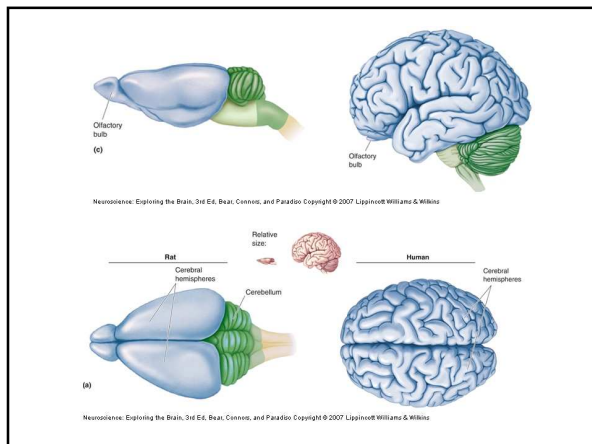 Olfactory
bulb
(c)
Olfactory
bulb
Neuroscience: Exploring the Brain, 3rd Ed, Bear, Connors, and Paradiso Copyright © 2007 Lippincott Williams & Wilkins
Relative
size:
Rat
Human
Cerebral
hemispheres
Cerebellum
Cerebral
hemispheres
(a)
Neuroscience: Exploring the Brain, 3rd Ed, Bear, Connors, and Paradiso Copyright © 2007 Lippincott Williams & Wilkins